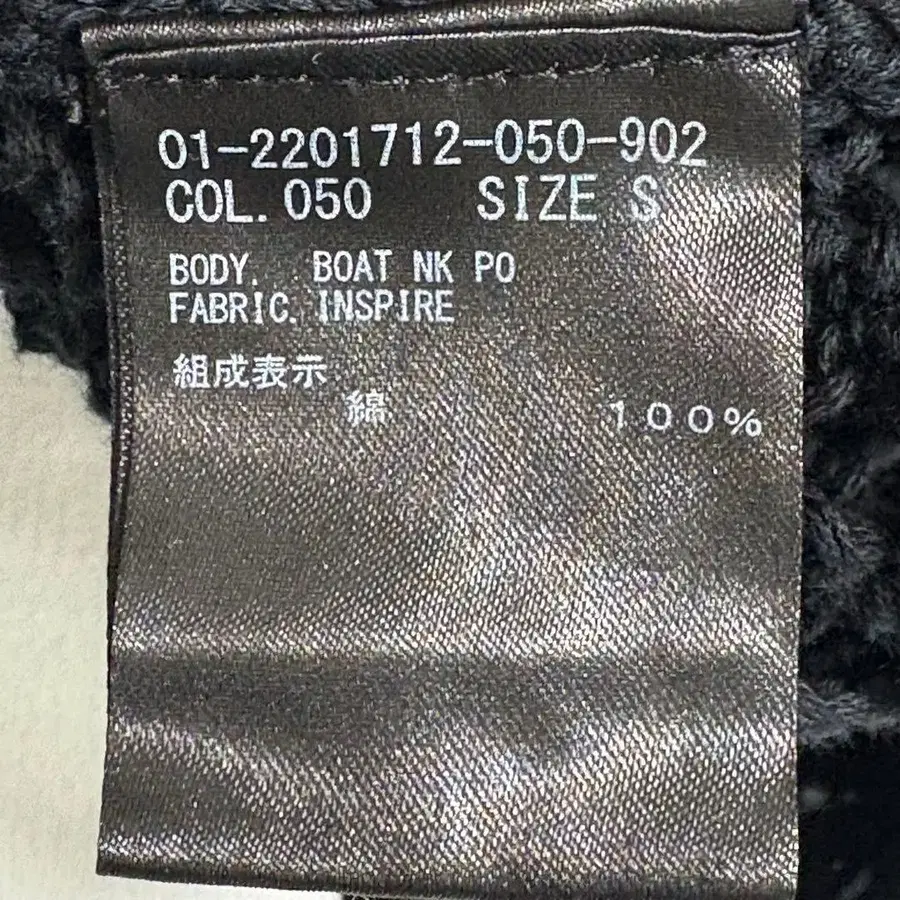 01-2201712-050-902
COL. 050 SIZE S
BODY. BOAT NK PO
FABRIC. INSPIRE
組成表示
綿 100%